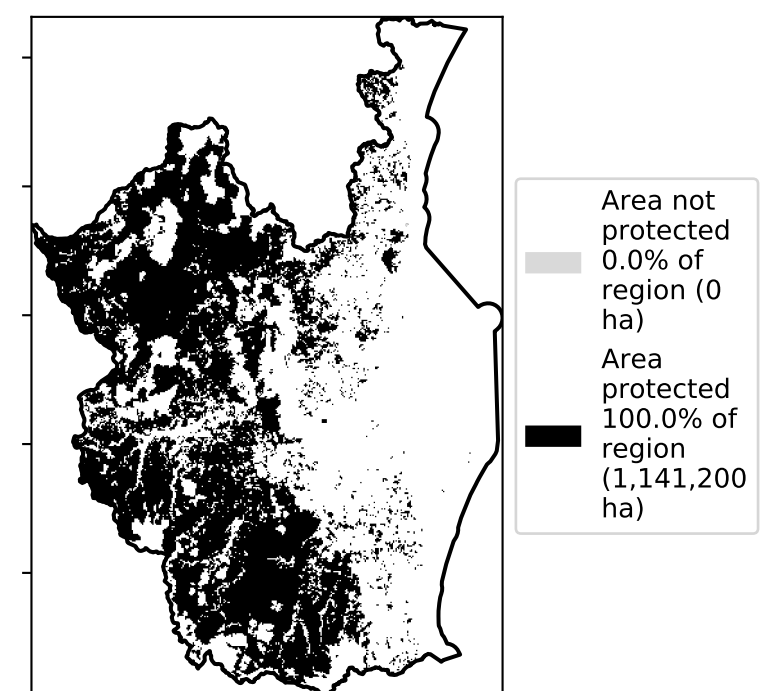 Area not
protected
0.0% of
region (0
ha)
Area
protected
100.0% of
region
(1,141,200
ha)